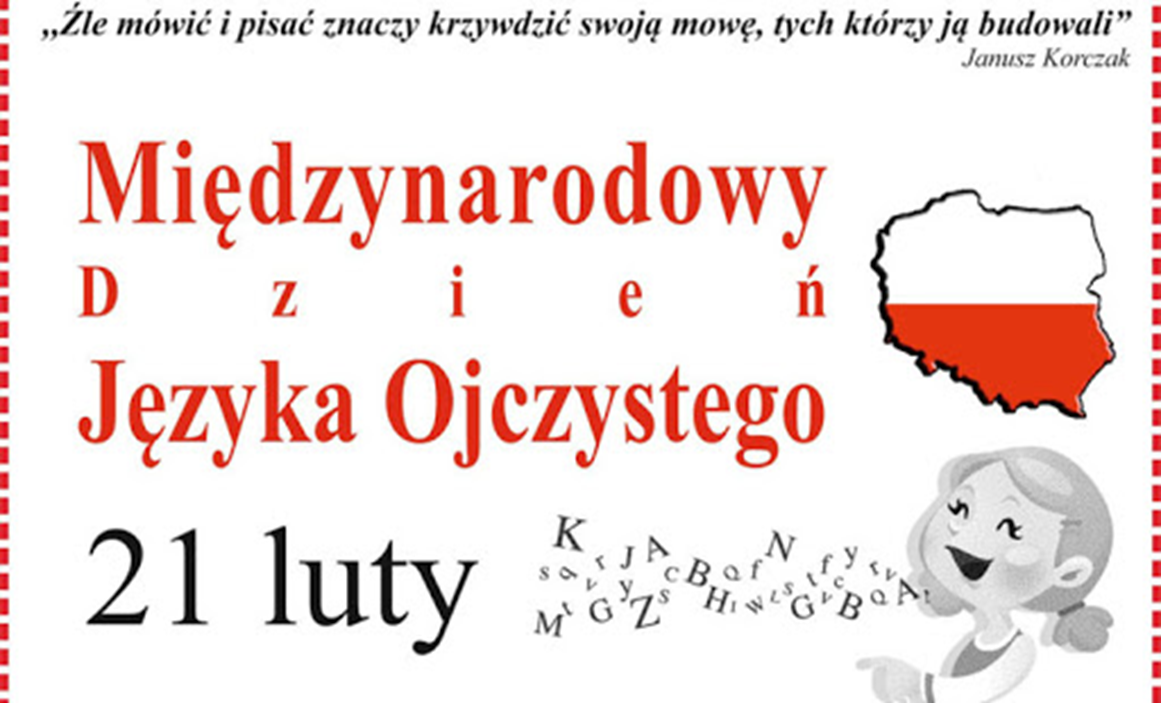 „Źle mówić i pisać znaczy krzywdzić swoją mowę, tych którzy ją budowali”
Janusz Korczak
Międzynarodowy
D z i e ń
Języka Ojczystego
21 luty